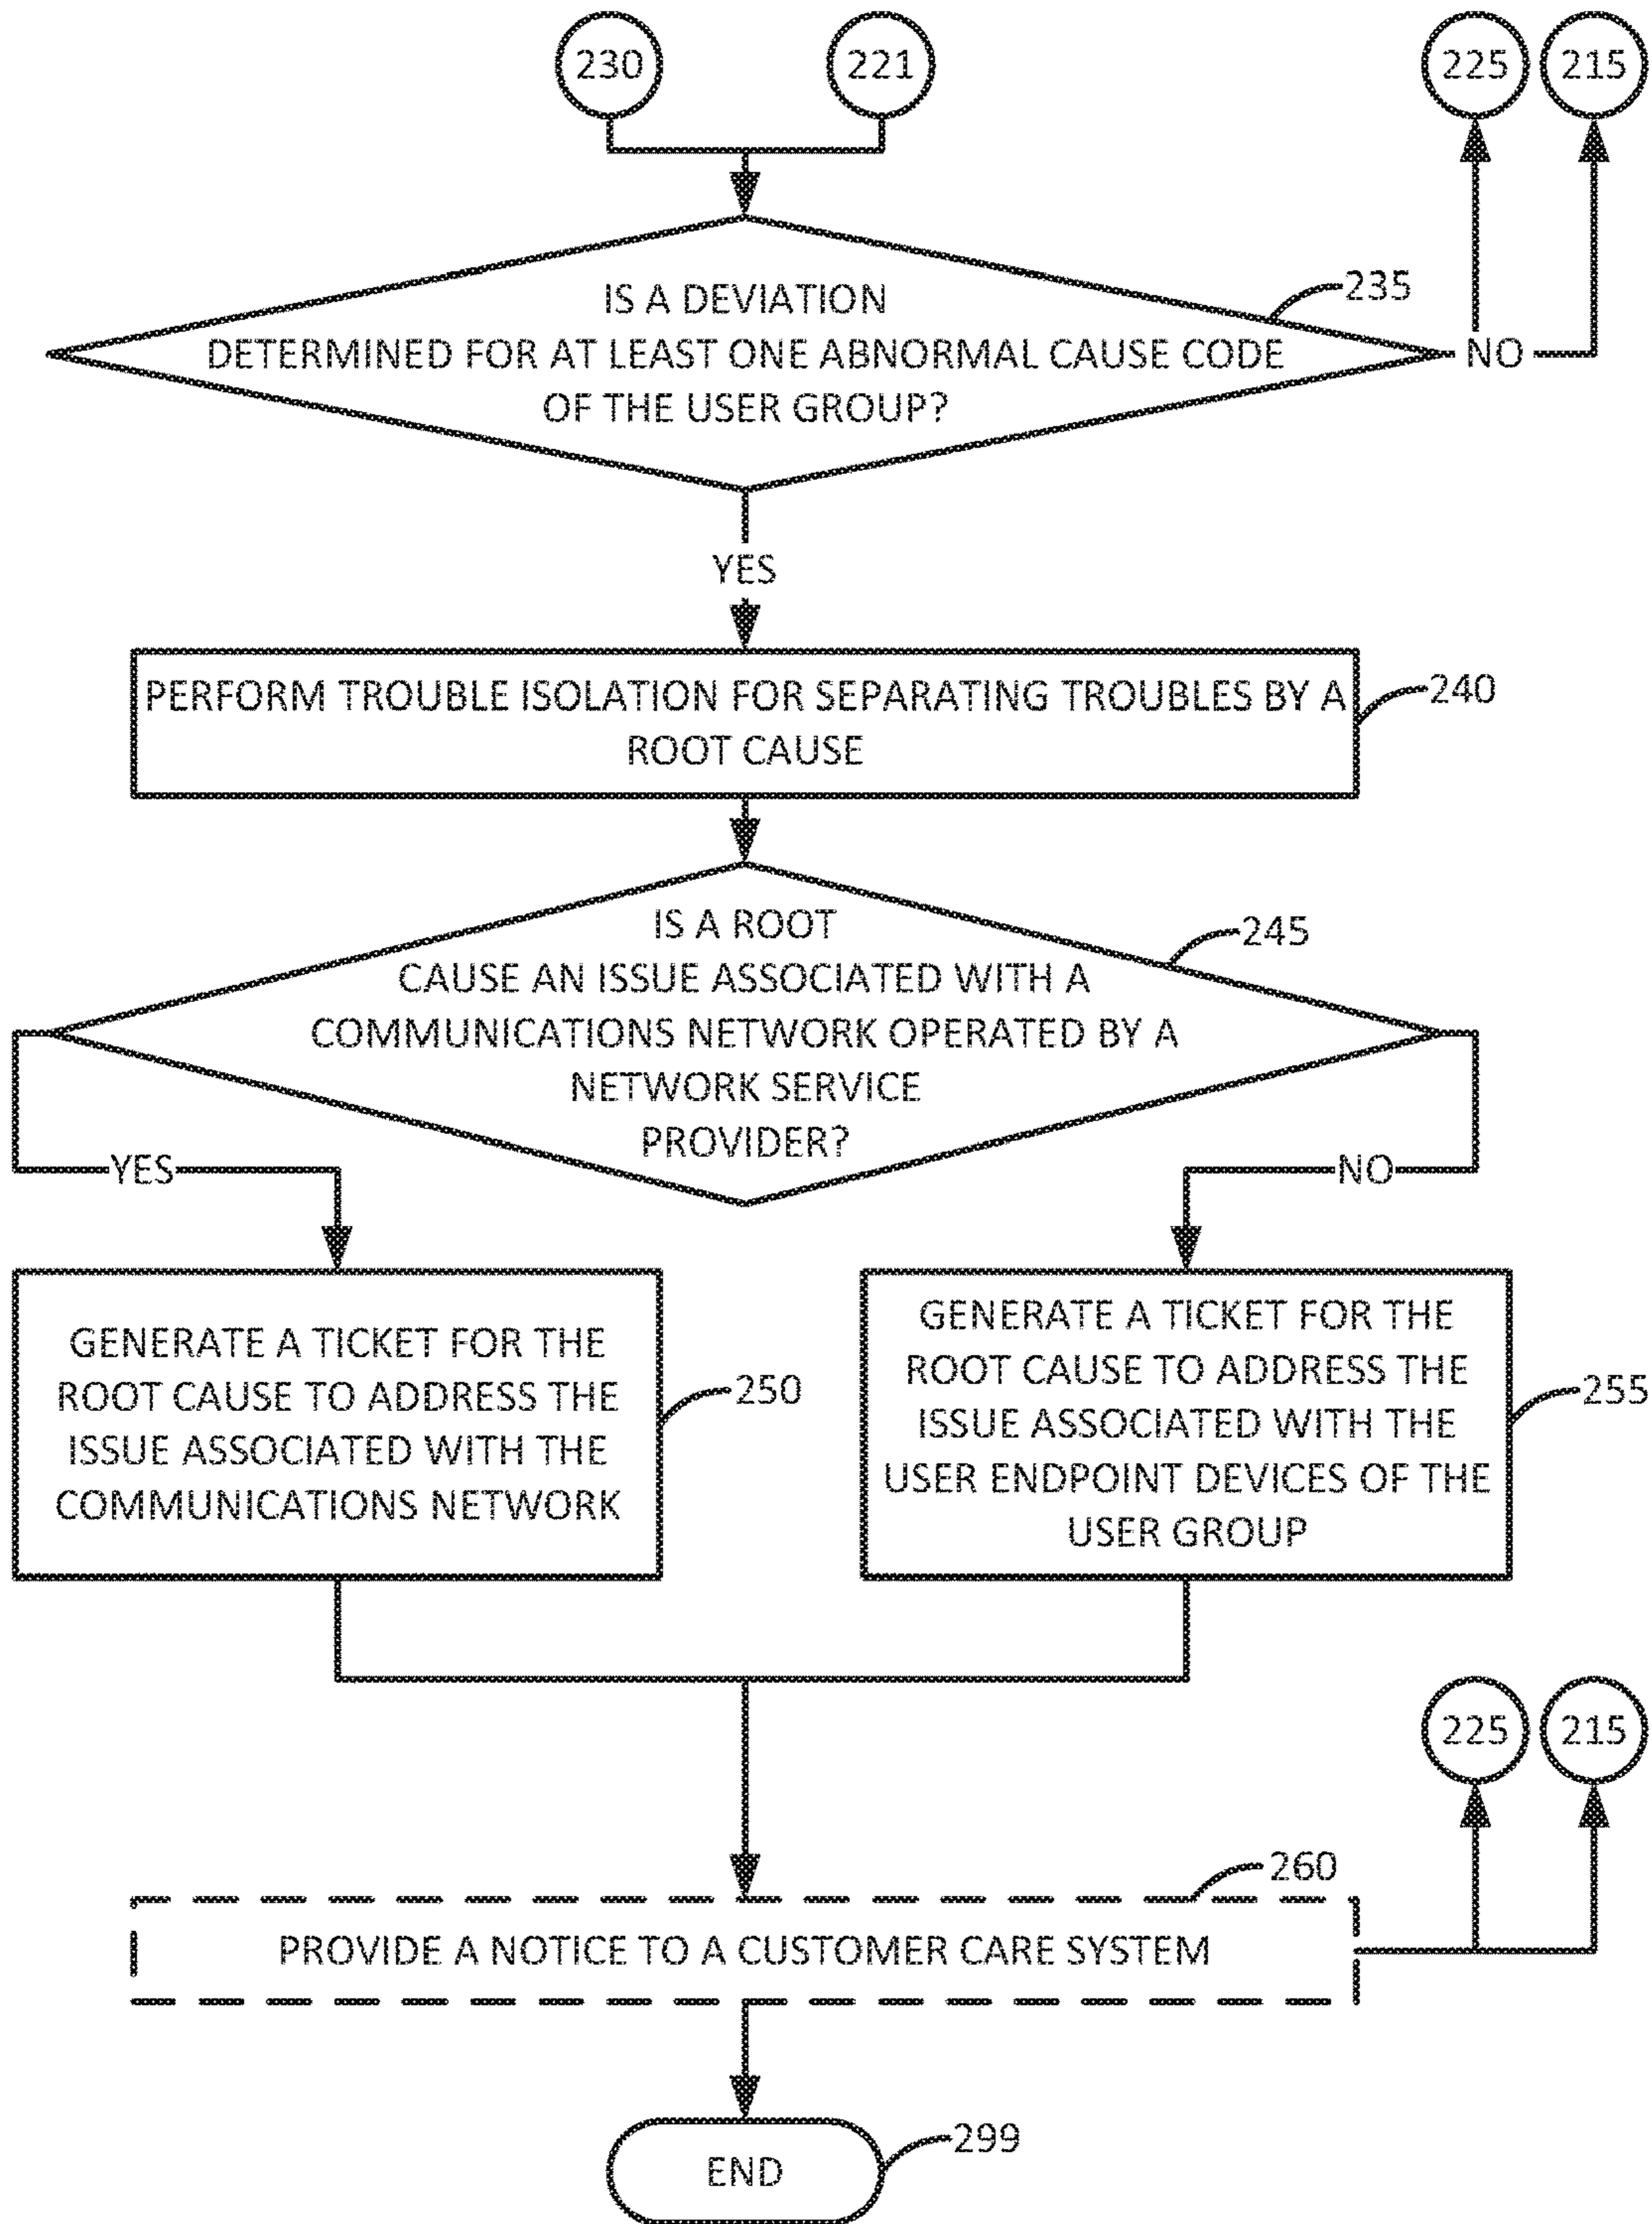 230
221
225
215
IS A DEVIATION
235
DETERMINED FOR AT LEAST ONE ABNORMAL CAUSE CODE
NO
OF THE USER GROUP?
YES
PERFORM TROUBLE ISOLATION FOR SEPARATING TROUBLES BY A
ROOT CAUSE
240
IS A ROOT
245
CAUSE AN ISSUE ASSOCIATED WITH A
COMMUNICATIONS NETWORK OPERATED BY A
NETWORK SERVICE
PROVIDER?
YES
NO
GENERATE A TICKET FOR THE
ROOT CAUSE TO ADDRESS THE
ISSUE ASSOCIATED WITH THE
COMMUNICATIONS NETWORK
250
GENERATE A TICKET FOR THE
ROOT CAUSE TO ADDRESS THE
ISSUE ASSOCIATED WITH THE
USER ENDPOINT DEVICES OF THE
USER GROUP
255
225
215
260
PROVIDE A NOTICE TO A CUSTOMER CARE SYSTEM
END
299